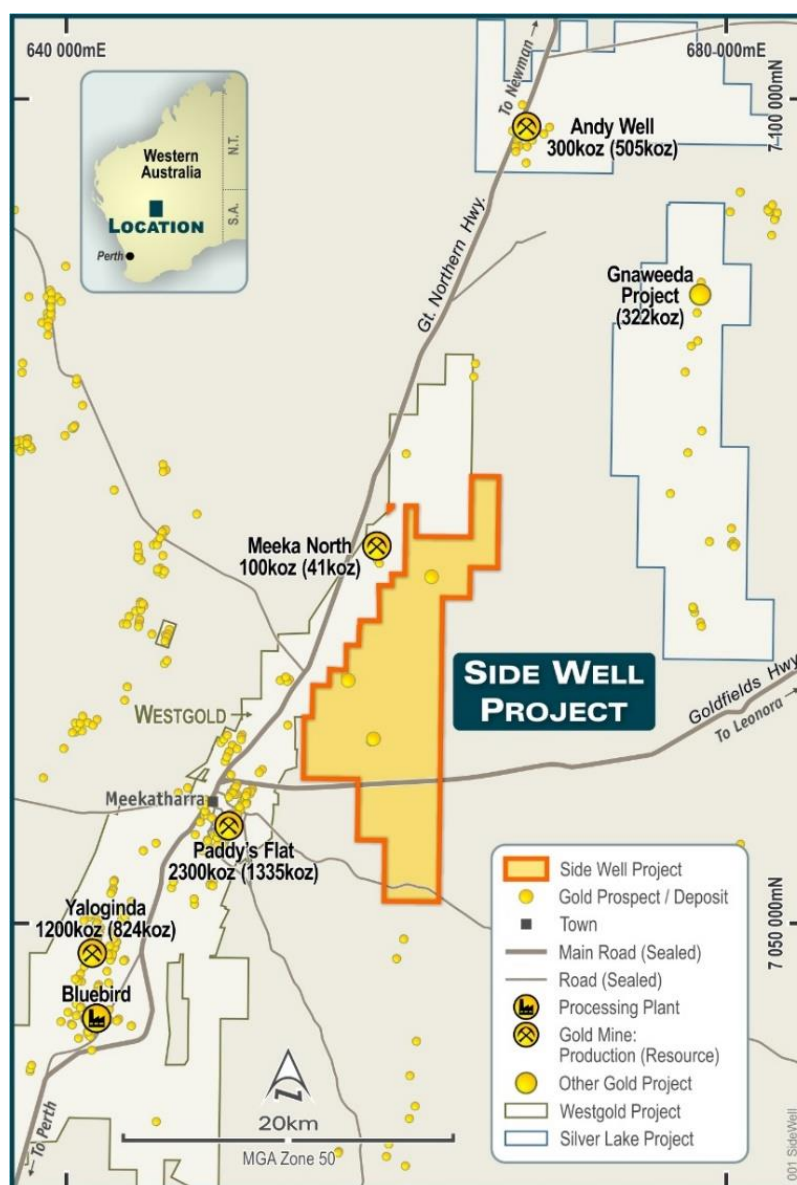 640 000mE
680 000mE
7 100 000mN
To Newman
Andy Well
300koz (505koz)
Western
Australia
N.T.
S.A.
LOCATION
Perth
Gnaweeda
Project
(322koz)
Gt. Northern Hwy.
Meeka North
100koz (41koz)
SIDE WELL
PROJECT
Goldfields Hwy
To Leonora
WESTGOLD
Meekatharra
Paddy's Flat
2300koz (1335koz)
Yaloginda
1200koz (824koz)
Bluebird
7 050 000mN
Side Well Project
Gold Prospect / Deposit
Town
Main Road (Sealed)
Road (Sealed)
Processing Plant
Gold Mine:
Production (Resource)
Other Gold Project
Westgold Project
Silver Lake Project
N
20km
MGA Zone 50
To Perth
001 SideWell